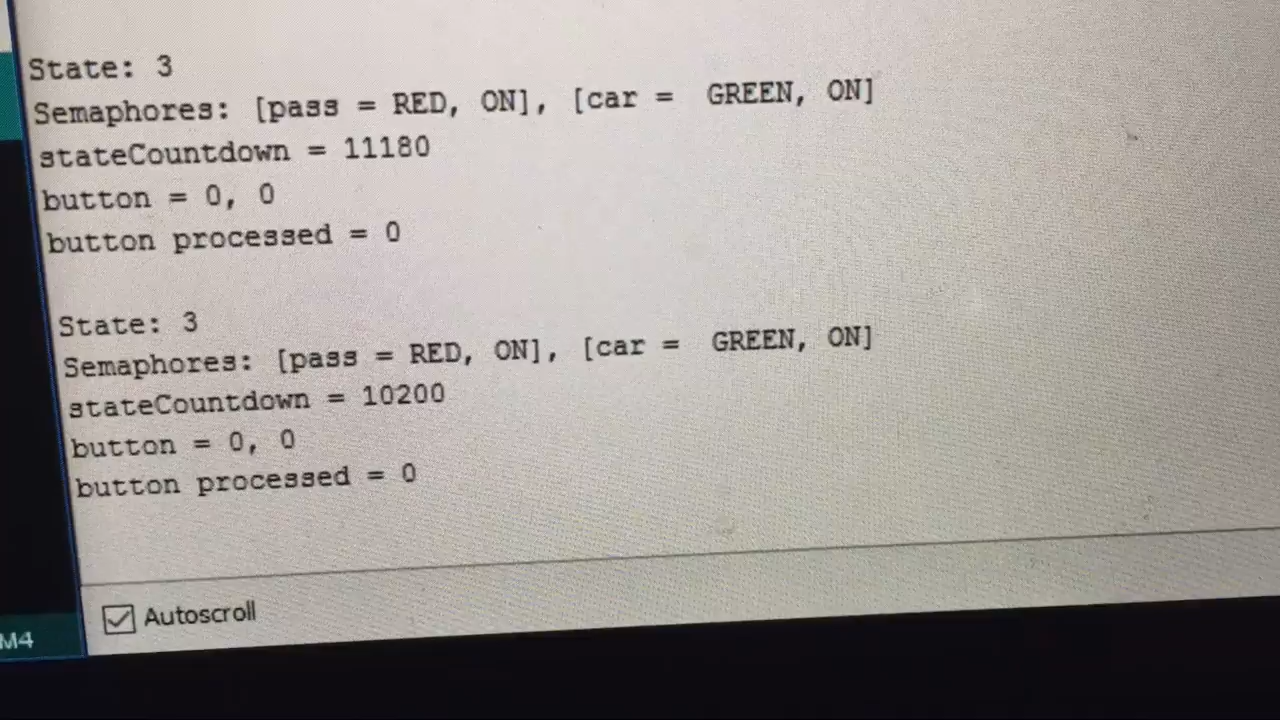 State: 3
Semaphores: [pass = RED, ON], [car =  GREEN, ON]
stateCountdown = 11180
button = 0, 0
button processed = 0
State: 3
Semaphores: [pass = RED, ON], [car =  GREEN, ON]
stateCountdown = 10200
button = 0, 0
button processed = 0
Autoscroll
M4